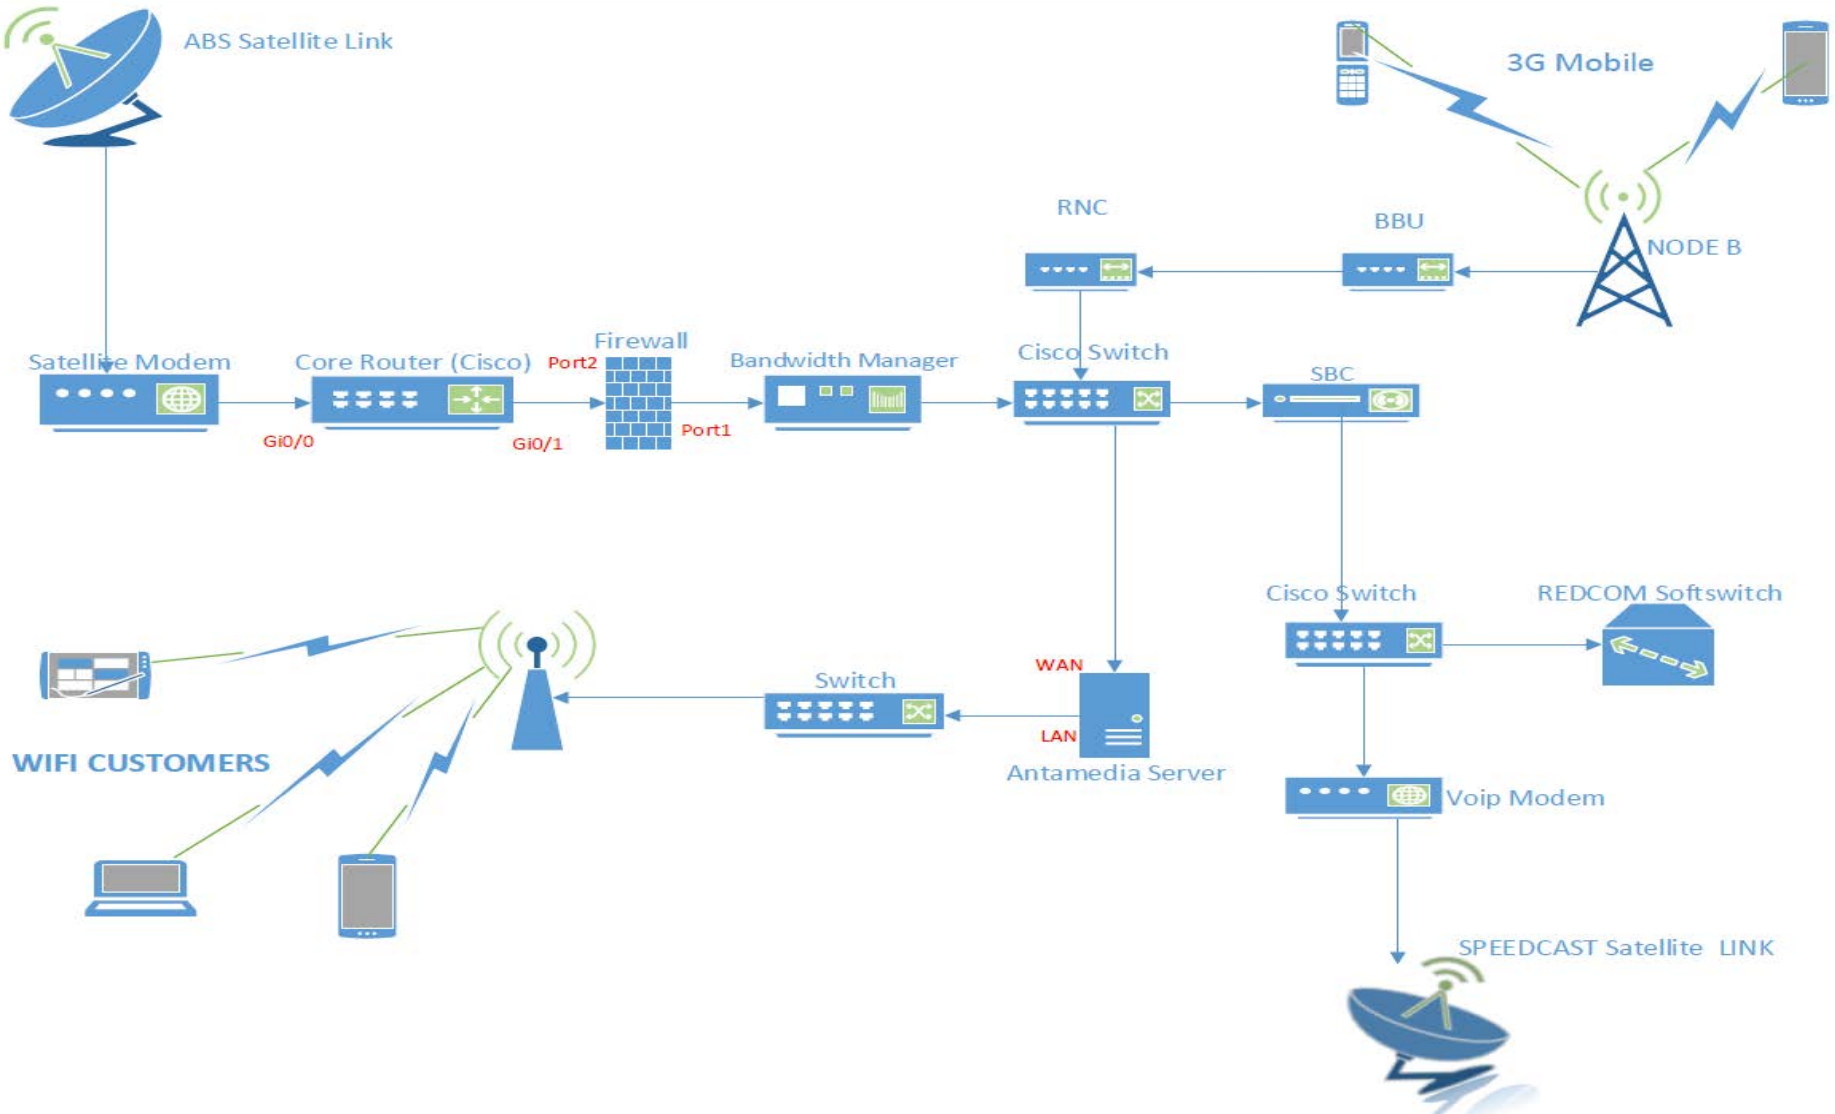 ABS Satellite Link
3G Mobile
RNC
BBU
NODE B
Satellite Modem
Core Router (Cisco)
Port2
Firewall
Bandwidth Manager
Cisco Switch
SBC
Gi0/0
Gi0/1
Port1
Cisco Switch
REDCOM Softswitch
WAN
Switch
LAN
WIFI CUSTOMERS
Antamedia Server
Voip Modem
SPEEDCAST Satellite LINK